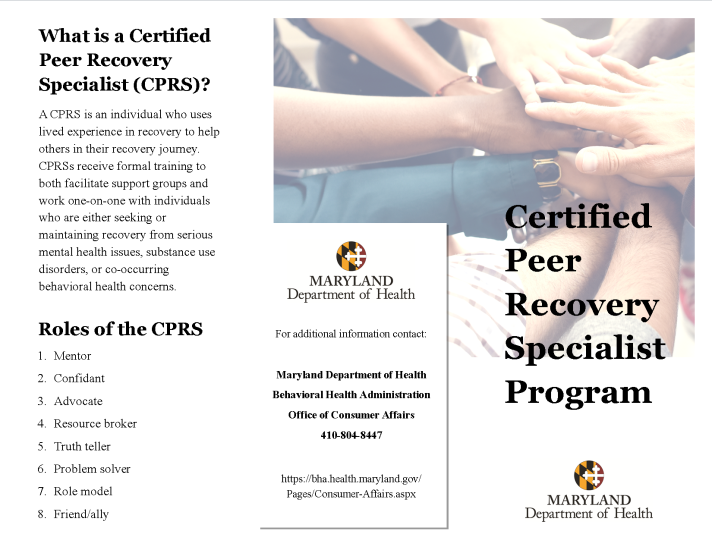 What is a Certified
Peer Recovery
Specialist (CPRS)?
A CPRS is an individual who uses
lived experience in recovery to help
others in their recovery journey.
CPRSs receive formal training to
both facilitate support groups and
work one-on-one with individuals
who are either seeking or
maintaining recovery from serious
mental health issues, substance use
disorders, or co-occurring
behavioral health concerns.
Roles of the CPRS
1. Mentor
2. Confidant
3. Advocate
4. Resource broker
5. Truth teller
6. Problem solver
7. Role model
8. Friend/ally
MARYLAND
Department of Health
For additional information contact:
Maryland Department of Health
Behavioral Health Administration
Office of Consumer Affairs
410-804-8447
https://bha.health.maryland.gov/
Pages/Consumer-Affairs.aspx
Certified
Peer
Recovery
Specialist
Program
MARYLAND
Department of Health